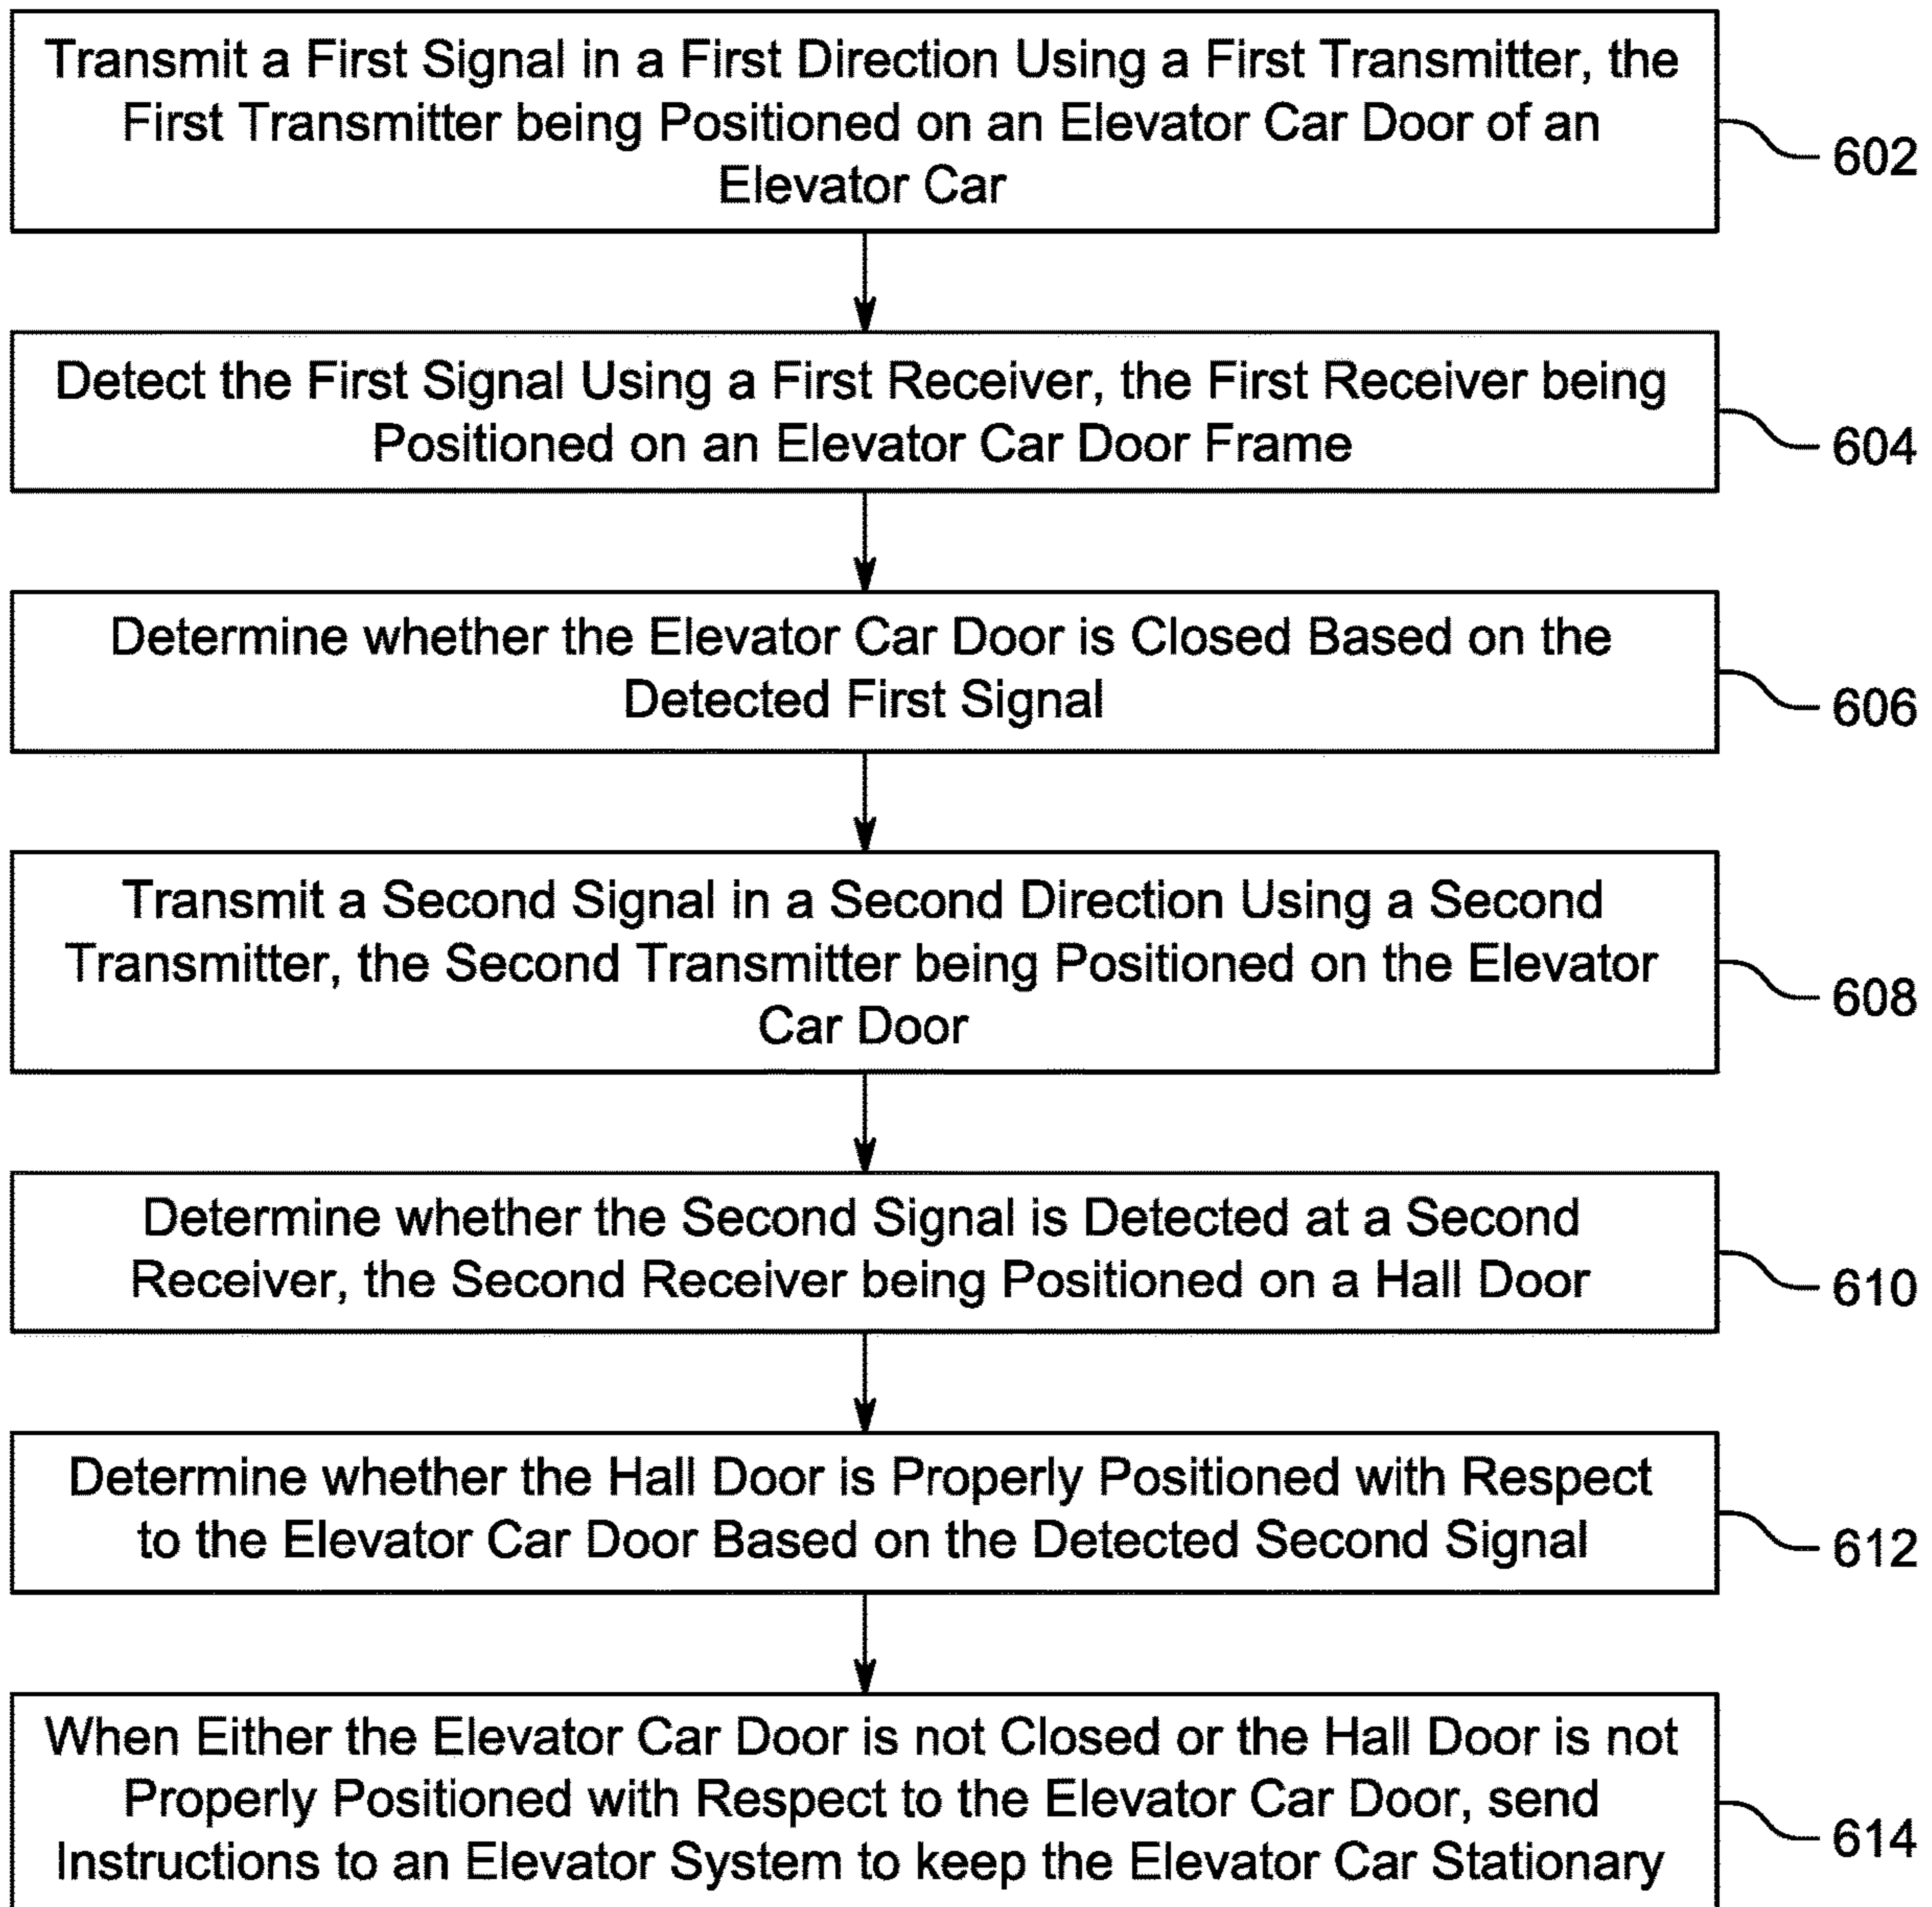 Transmit a First Signal in a First Direction Using a First Transmitter, the
First Transmitter being Positioned on an Elevator Car Door of an
Elevator Car
602
Detect the First Signal Using a First Receiver, the First Receiver being
Positioned on an Elevator Car Door Frame
604
Determine whether the Elevator Car Door is Closed Based on the
Detected First Signal
606
Transmit a Second Signal in a Second Direction Using a Second
Transmitter, the Second Transmitter being Positioned on the Elevator
Car Door
608
Determine whether the Second Signal is Detected at a Second
Receiver, the Second Receiver being Positioned on a Hall Door
610
Determine whether the Hall Door is Properly Positioned with Respect
to the Elevator Car Door Based on the Detected Second Signal
612
When Either the Elevator Car Door is not Closed or the Hall Door is not
Properly Positioned with Respect to the Elevator Car Door, send
Instructions to an Elevator System to keep the Elevator Car Stationary
614